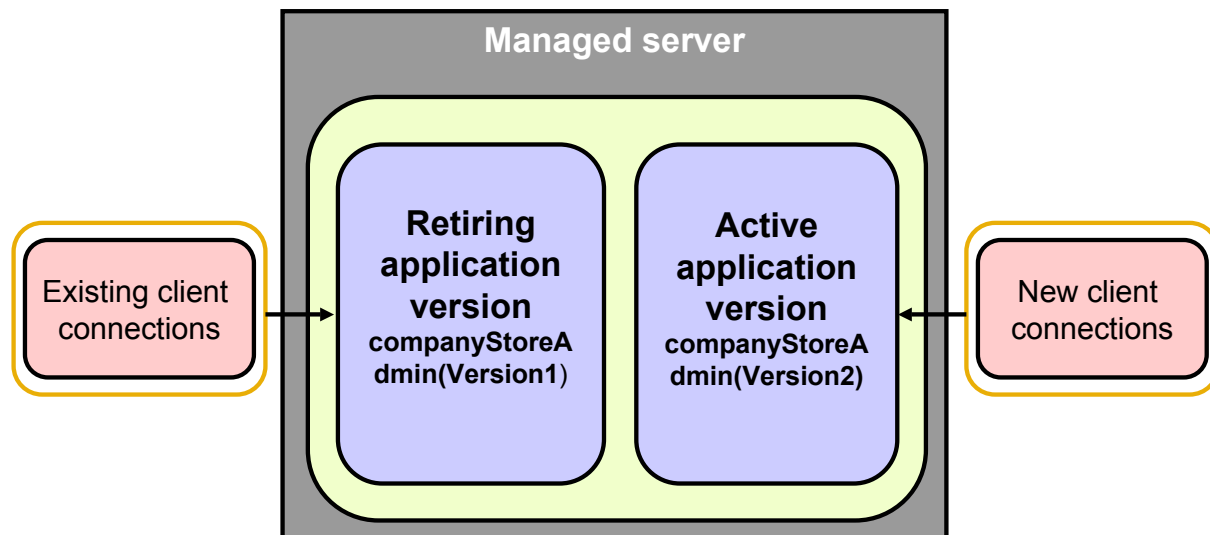 Managed server
Existing client
connections
Retiring
application
version
companyStoreA
dmin(Version1)
Active
application
version
companyStoreA
dmin(Version2)
New client
connections